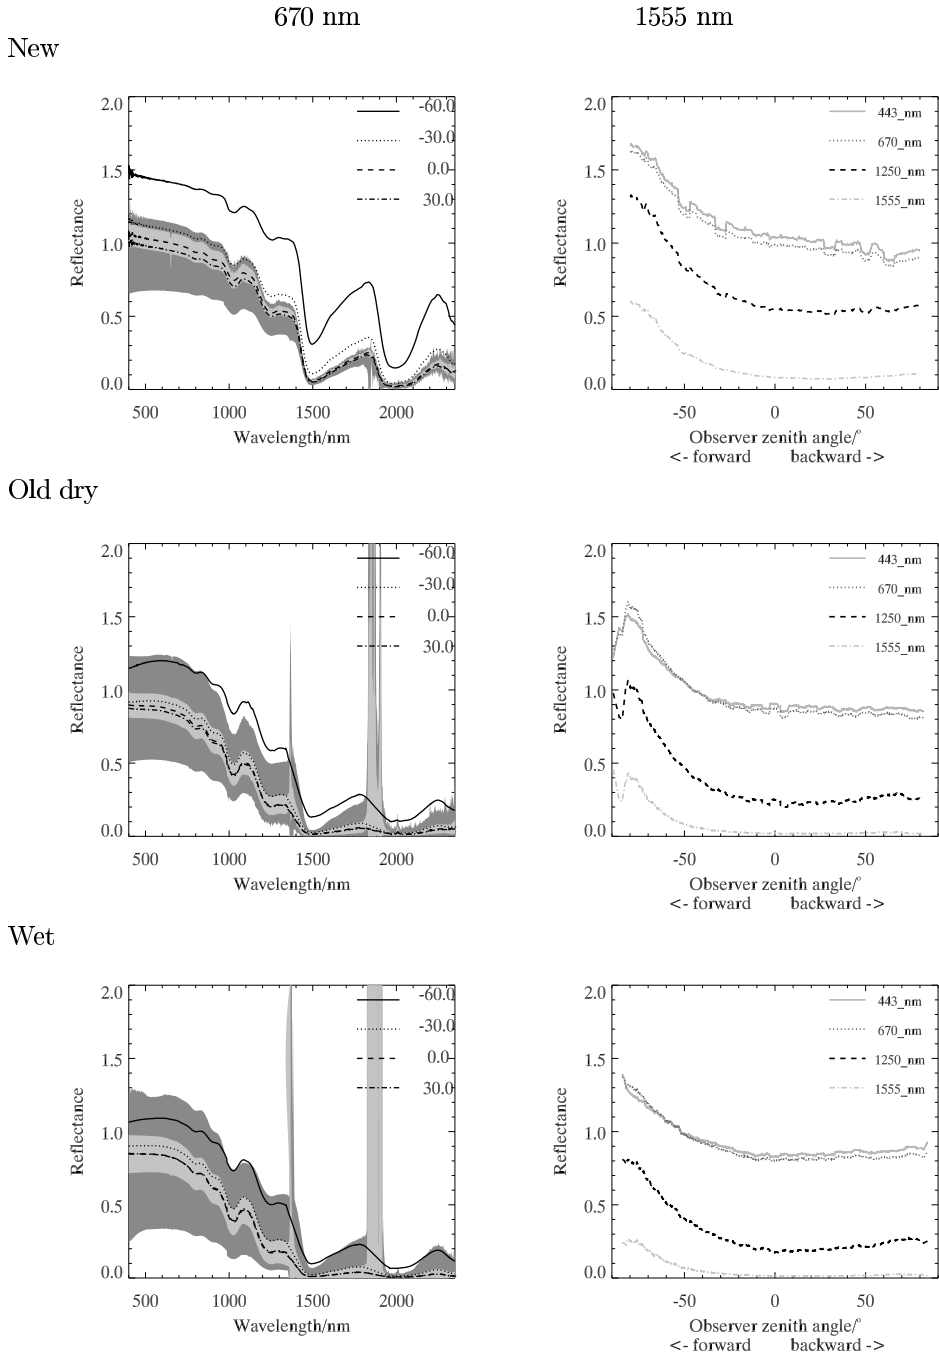 670 nm 1555 nm
New
2.0
1.5
1.0
0.5
0.0
Reflectance
-60.0
-30.0
0.0
30.0
500 1000 1500 2000
Wavelength/nm
2.0
1.5
1.0
0.5
0.0
Reflectance
443_nm
670_nm
1250_nm
1555_nm
-50 0 50
Observer zenith angle/°
<- forward backward ->
Old dry
2.0
1.5
1.0
0.5
0.0
Reflectance
-60.0
-30.0
0.0
30.0
500 1000 1500 2000
Wavelength/nm
2.0
1.5
1.0
0.5
0.0
Reflectance
443_nm
670_nm
1250_nm
1555_nm
-50 0 50
Observer zenith angle/°
<- forward backward ->
Wet
2.0
1.5
1.0
0.5
0.0
Reflectance
-60.0
-30.0
0.0
30.0
500 1000 1500 2000
Wavelength/nm
2.0
1.5
1.0
0.5
0.0
Reflectance
443_nm
670_nm
1250_nm
1555_nm
-50 0 50
Observer zenith angle/°
<- forward backward ->